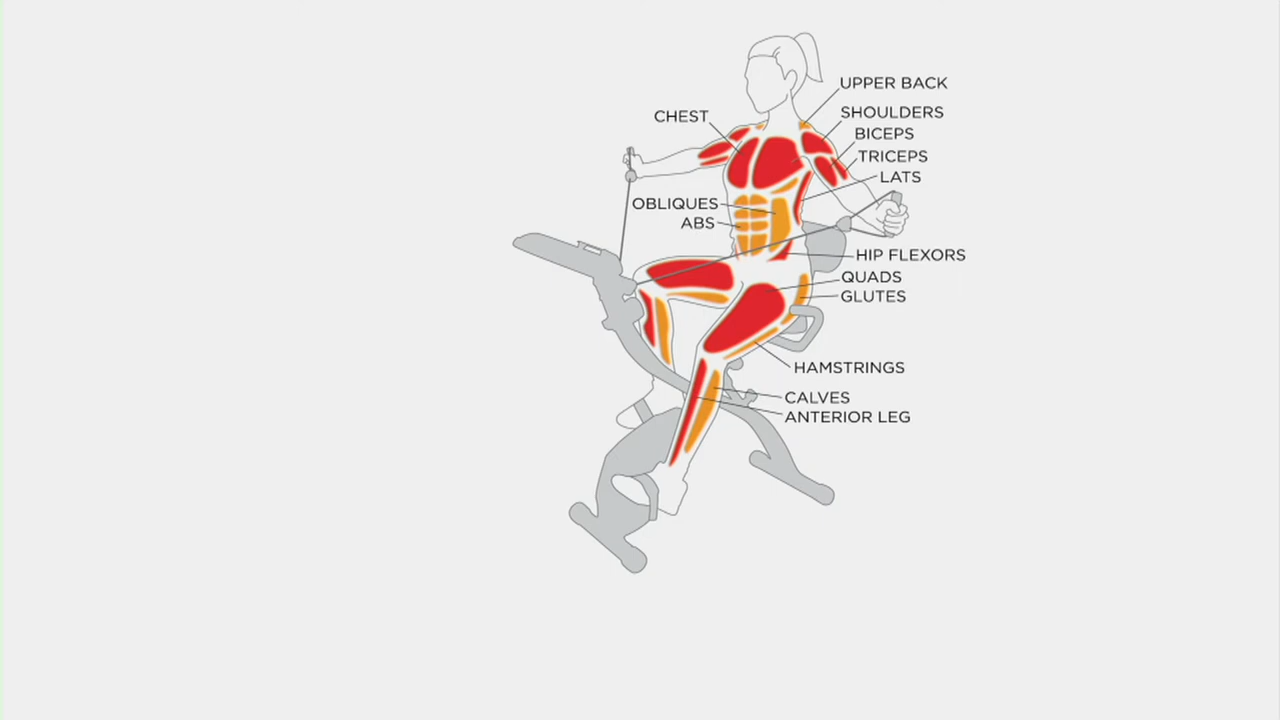 UPPER BACK
CHEST
SHOULDERS
BICEPS
TRICEPS
LATS
OBLIQUES
ABS
HIP FLEXORS
QUADS
GLUTES
HAMSTRINGS
CALVES
ANTERIOR LEG